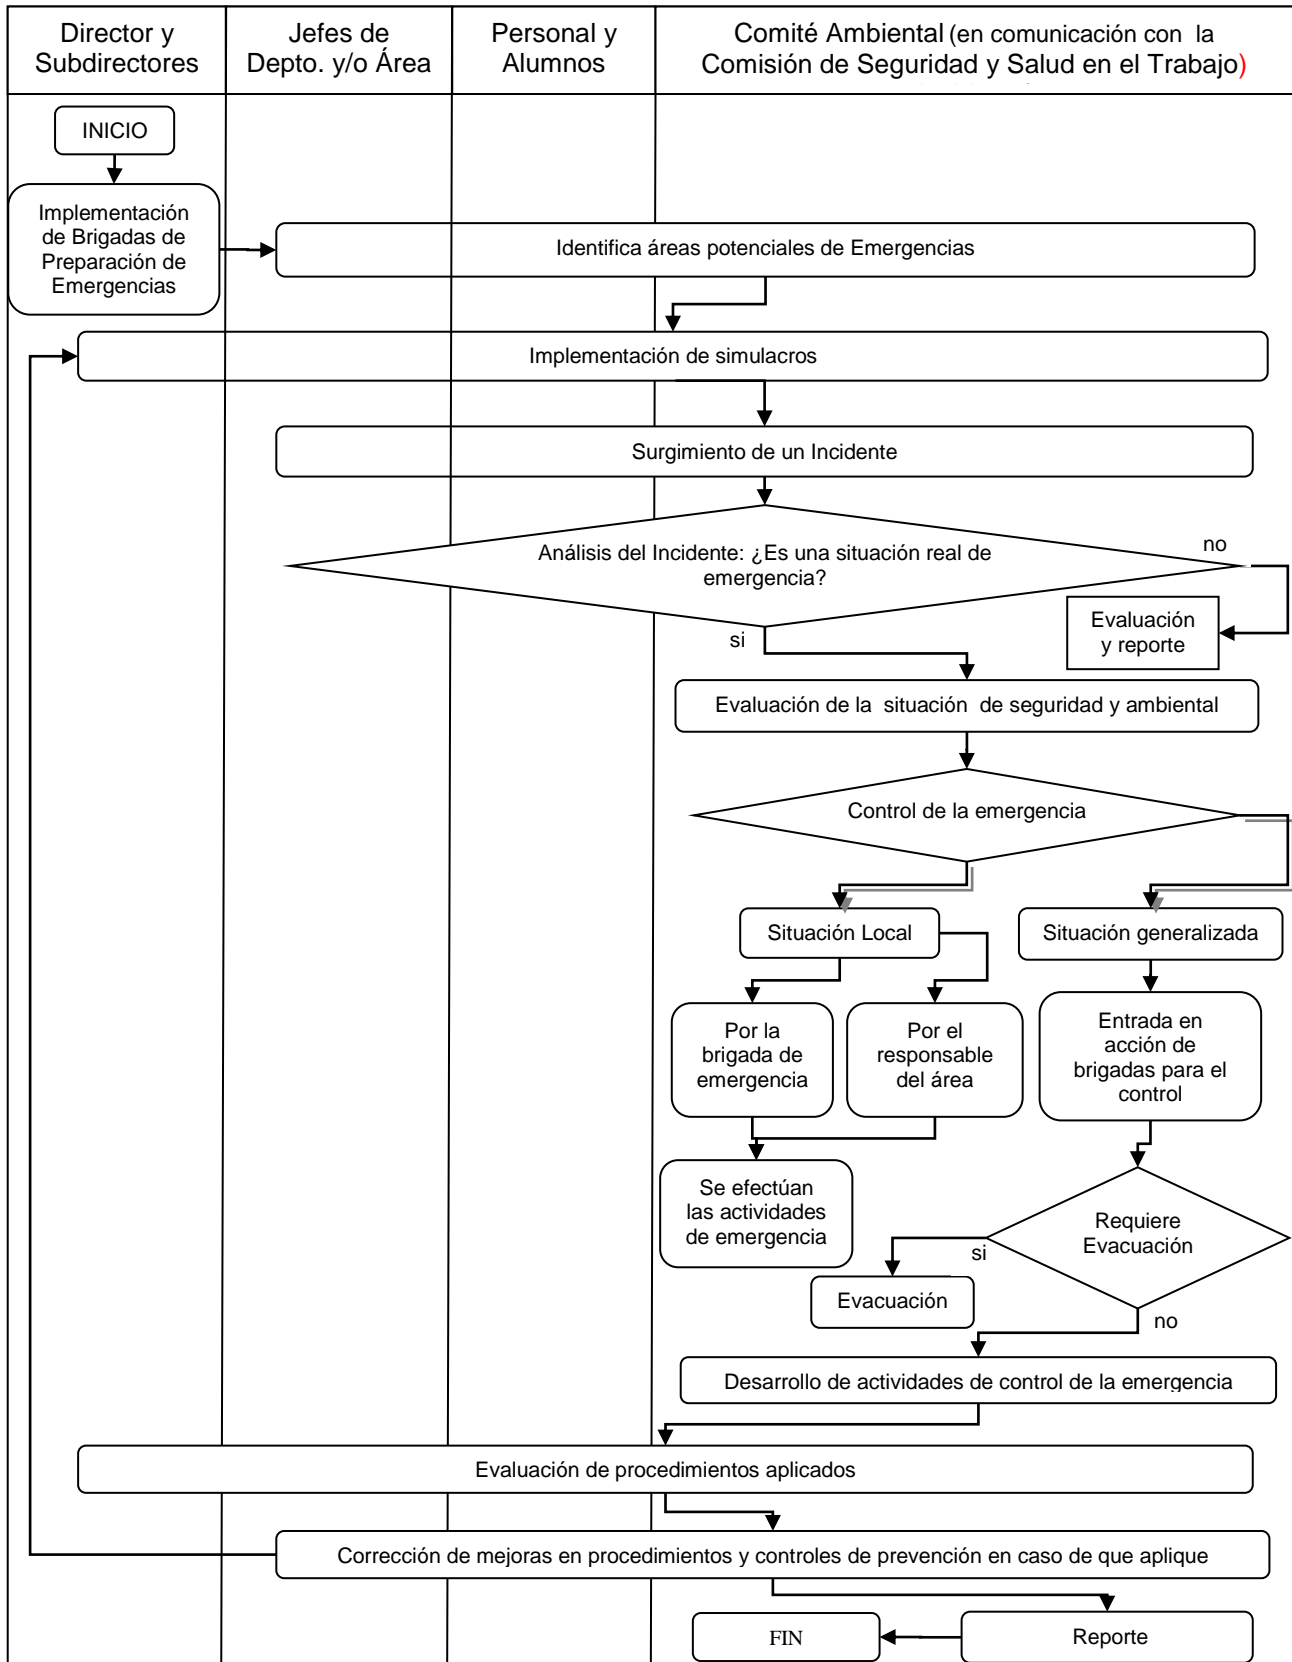 Director y
Subdirectores
Jefes de
Depto. y/o Área
Personal y
Alumnos
Comité Ambiental (en comunicación con la
Comisión de Seguridad y Salud en el Trabajo)
INICIO
Implementación
de Brigadas de
Preparación de
Emergencias
Identifica áreas potenciales de Emergencias
Implementación de simulacros
Surgimiento de un Incidente
Análisis del Incidente: ¿Es una situación real de
emergencia?
no
Evaluación
y reporte
si
Evaluación de la situación de seguridad y ambiental
Control de la emergencia
Situación Local
Situación generalizada
Por la
brigada de
emergencia
Por el
responsable
del área
Entrada en
acción de
brigadas para el
control
Se efectúan
las actividades
de emergencia
Requiere
Evacuación
si
Evacuación
no
Desarrollo de actividades de control de la emergencia
Evaluación de procedimientos aplicados
Corrección de mejoras en procedimientos y controles de prevención en caso de que aplique
FIN
Reporte